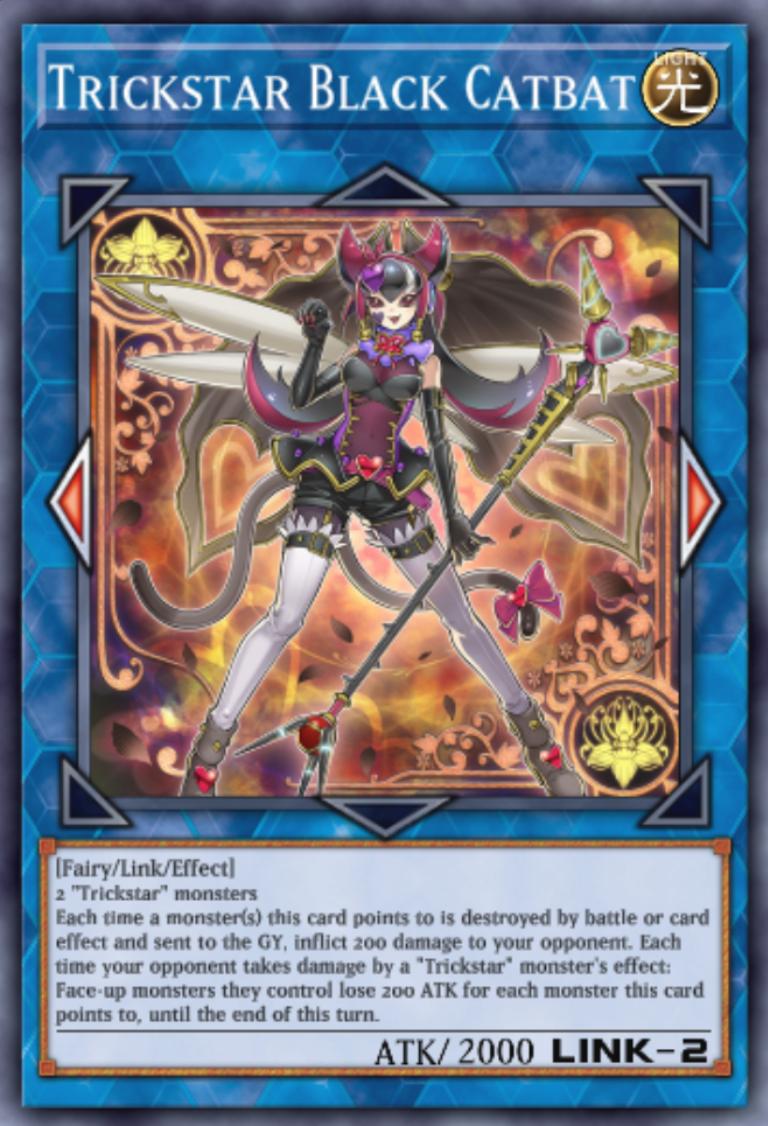 TRICKSTAR BLACK CATBAT
LIGHT
光
[Fairy/Link/Effect]
2 "Trickstar" monsters
Each time a monster(s) this card points to is destroyed by battle or card
effect and sent to the GY, inflict 200 damage to your opponent. Each
time your opponent takes damage by a "Trickstar" monster's effect:
Face-up monsters they control lose 200 ATK for each monster this card
points to, until the end of this turn.
ATK/ 2000 LINK-2